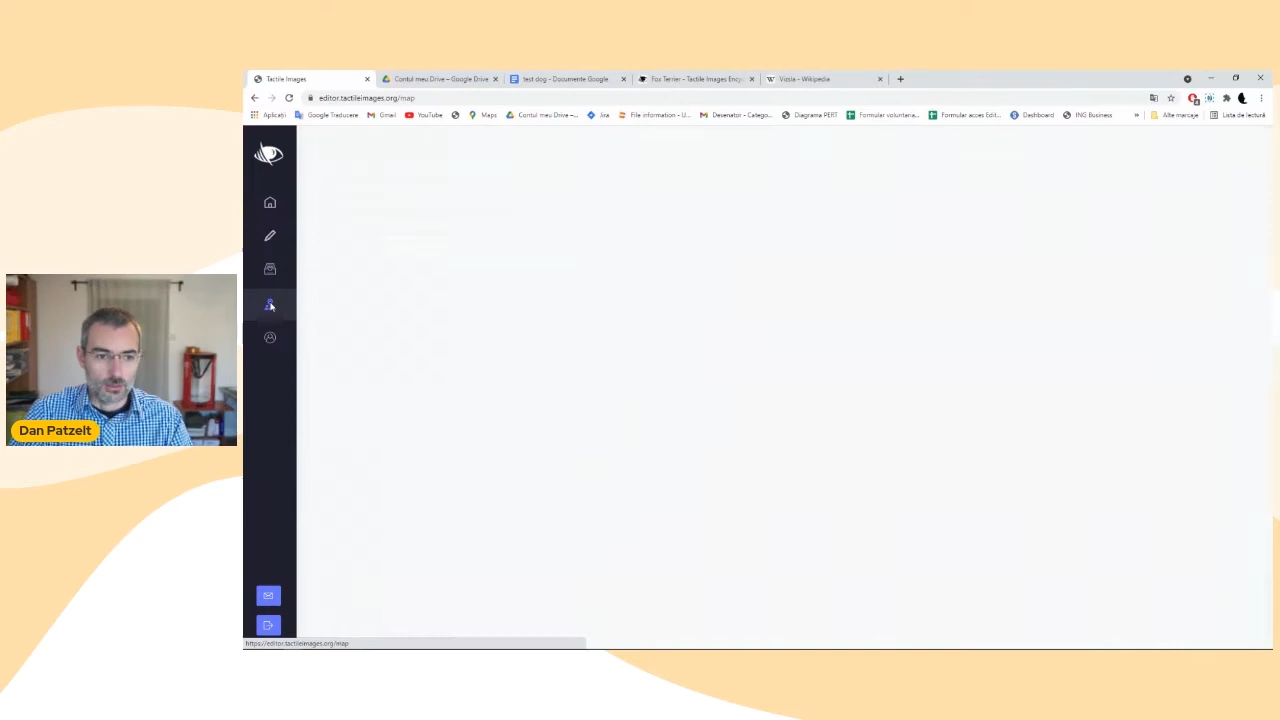 Tactile Images
Contul meu Drive – Google Drive
test dog - Documente Google
Fox Terrier - Tactile Images Ency
Vizsla - Wikipedia
editor.tactileimages.org/map
Aplicații
Google Traducere
Gmail
YouTube
Maps
Contul meu Drive –...
Jira
File information - U...
Desenator - Catego...
Diagrama PERT
Formular voluntana...
Formular acces Edit...
Dashboard
ING Business
»
Alte marcaje
Lista de lectură
Dan Patzelt
https://editor.tactileimages.org/map